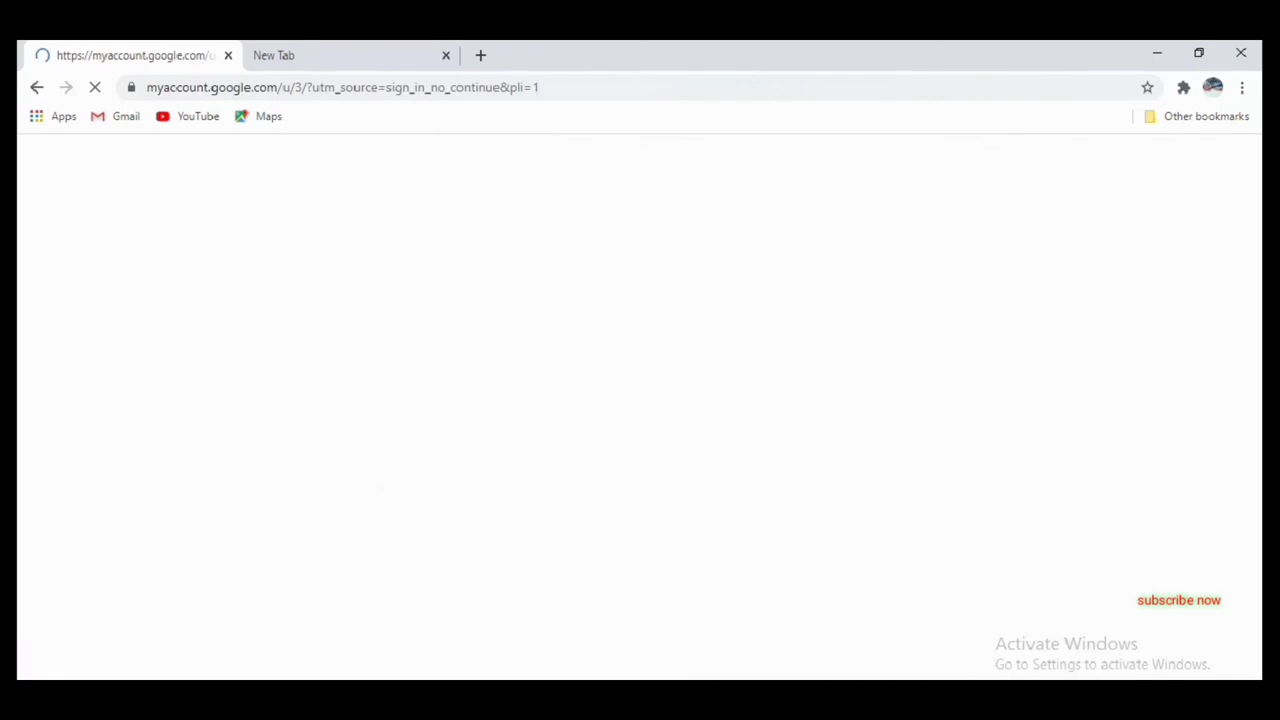 https://myaccount.google.com/u
New Tab
myaccount.google.com/u/3/?utm_source=sign_in_no_continue&pli=1
Apps
Gmail
YouTube
Maps
Other bookmarks
subscribe now
Activate Windows
Go to Settings to activate Windows.